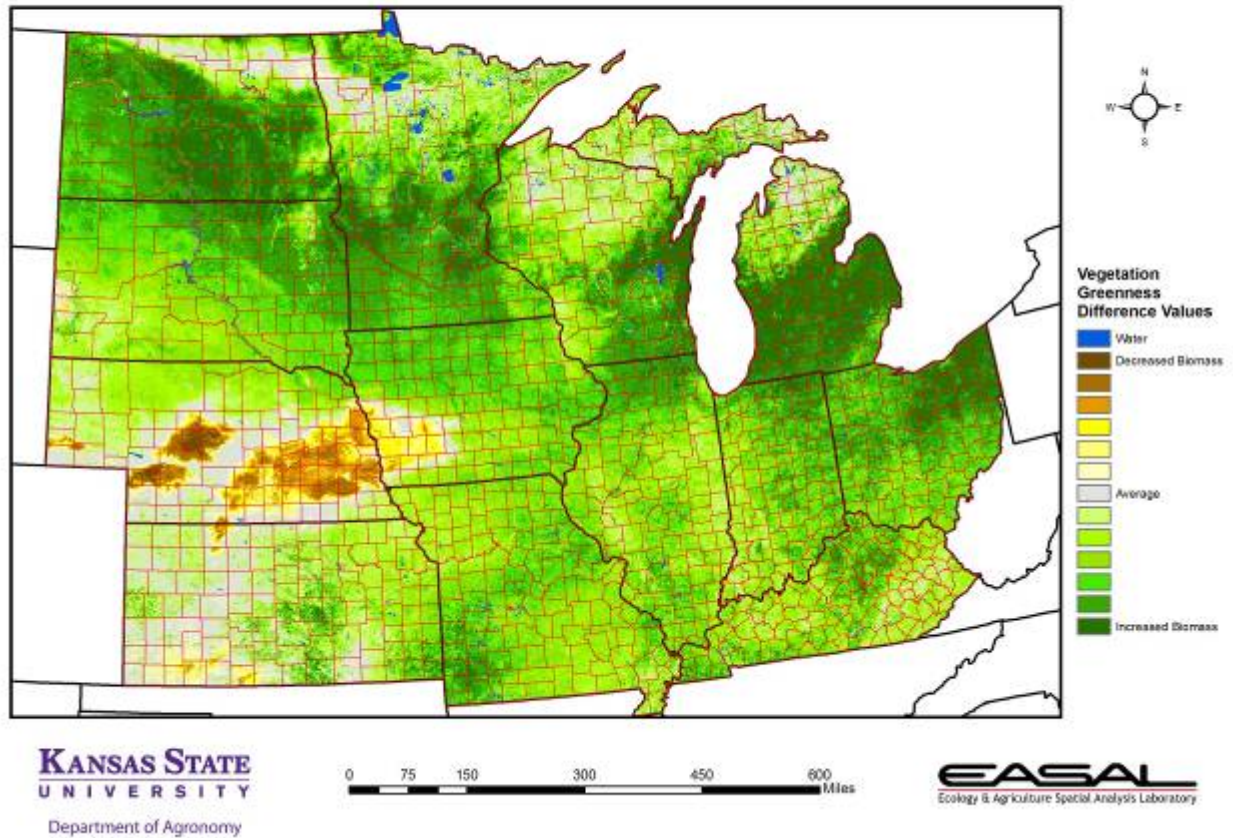 N
W E
S
Vegetation
Greenness
Difference Values
Water
Decreased Biomass
Average
Increased Biomass
KANSAS STATE
UNIVERSITY
Department of Agronomy
0 75 150 300 450 600
Miles
EASAL
Ecology & Agriculture Spatial Analysis Laboratory